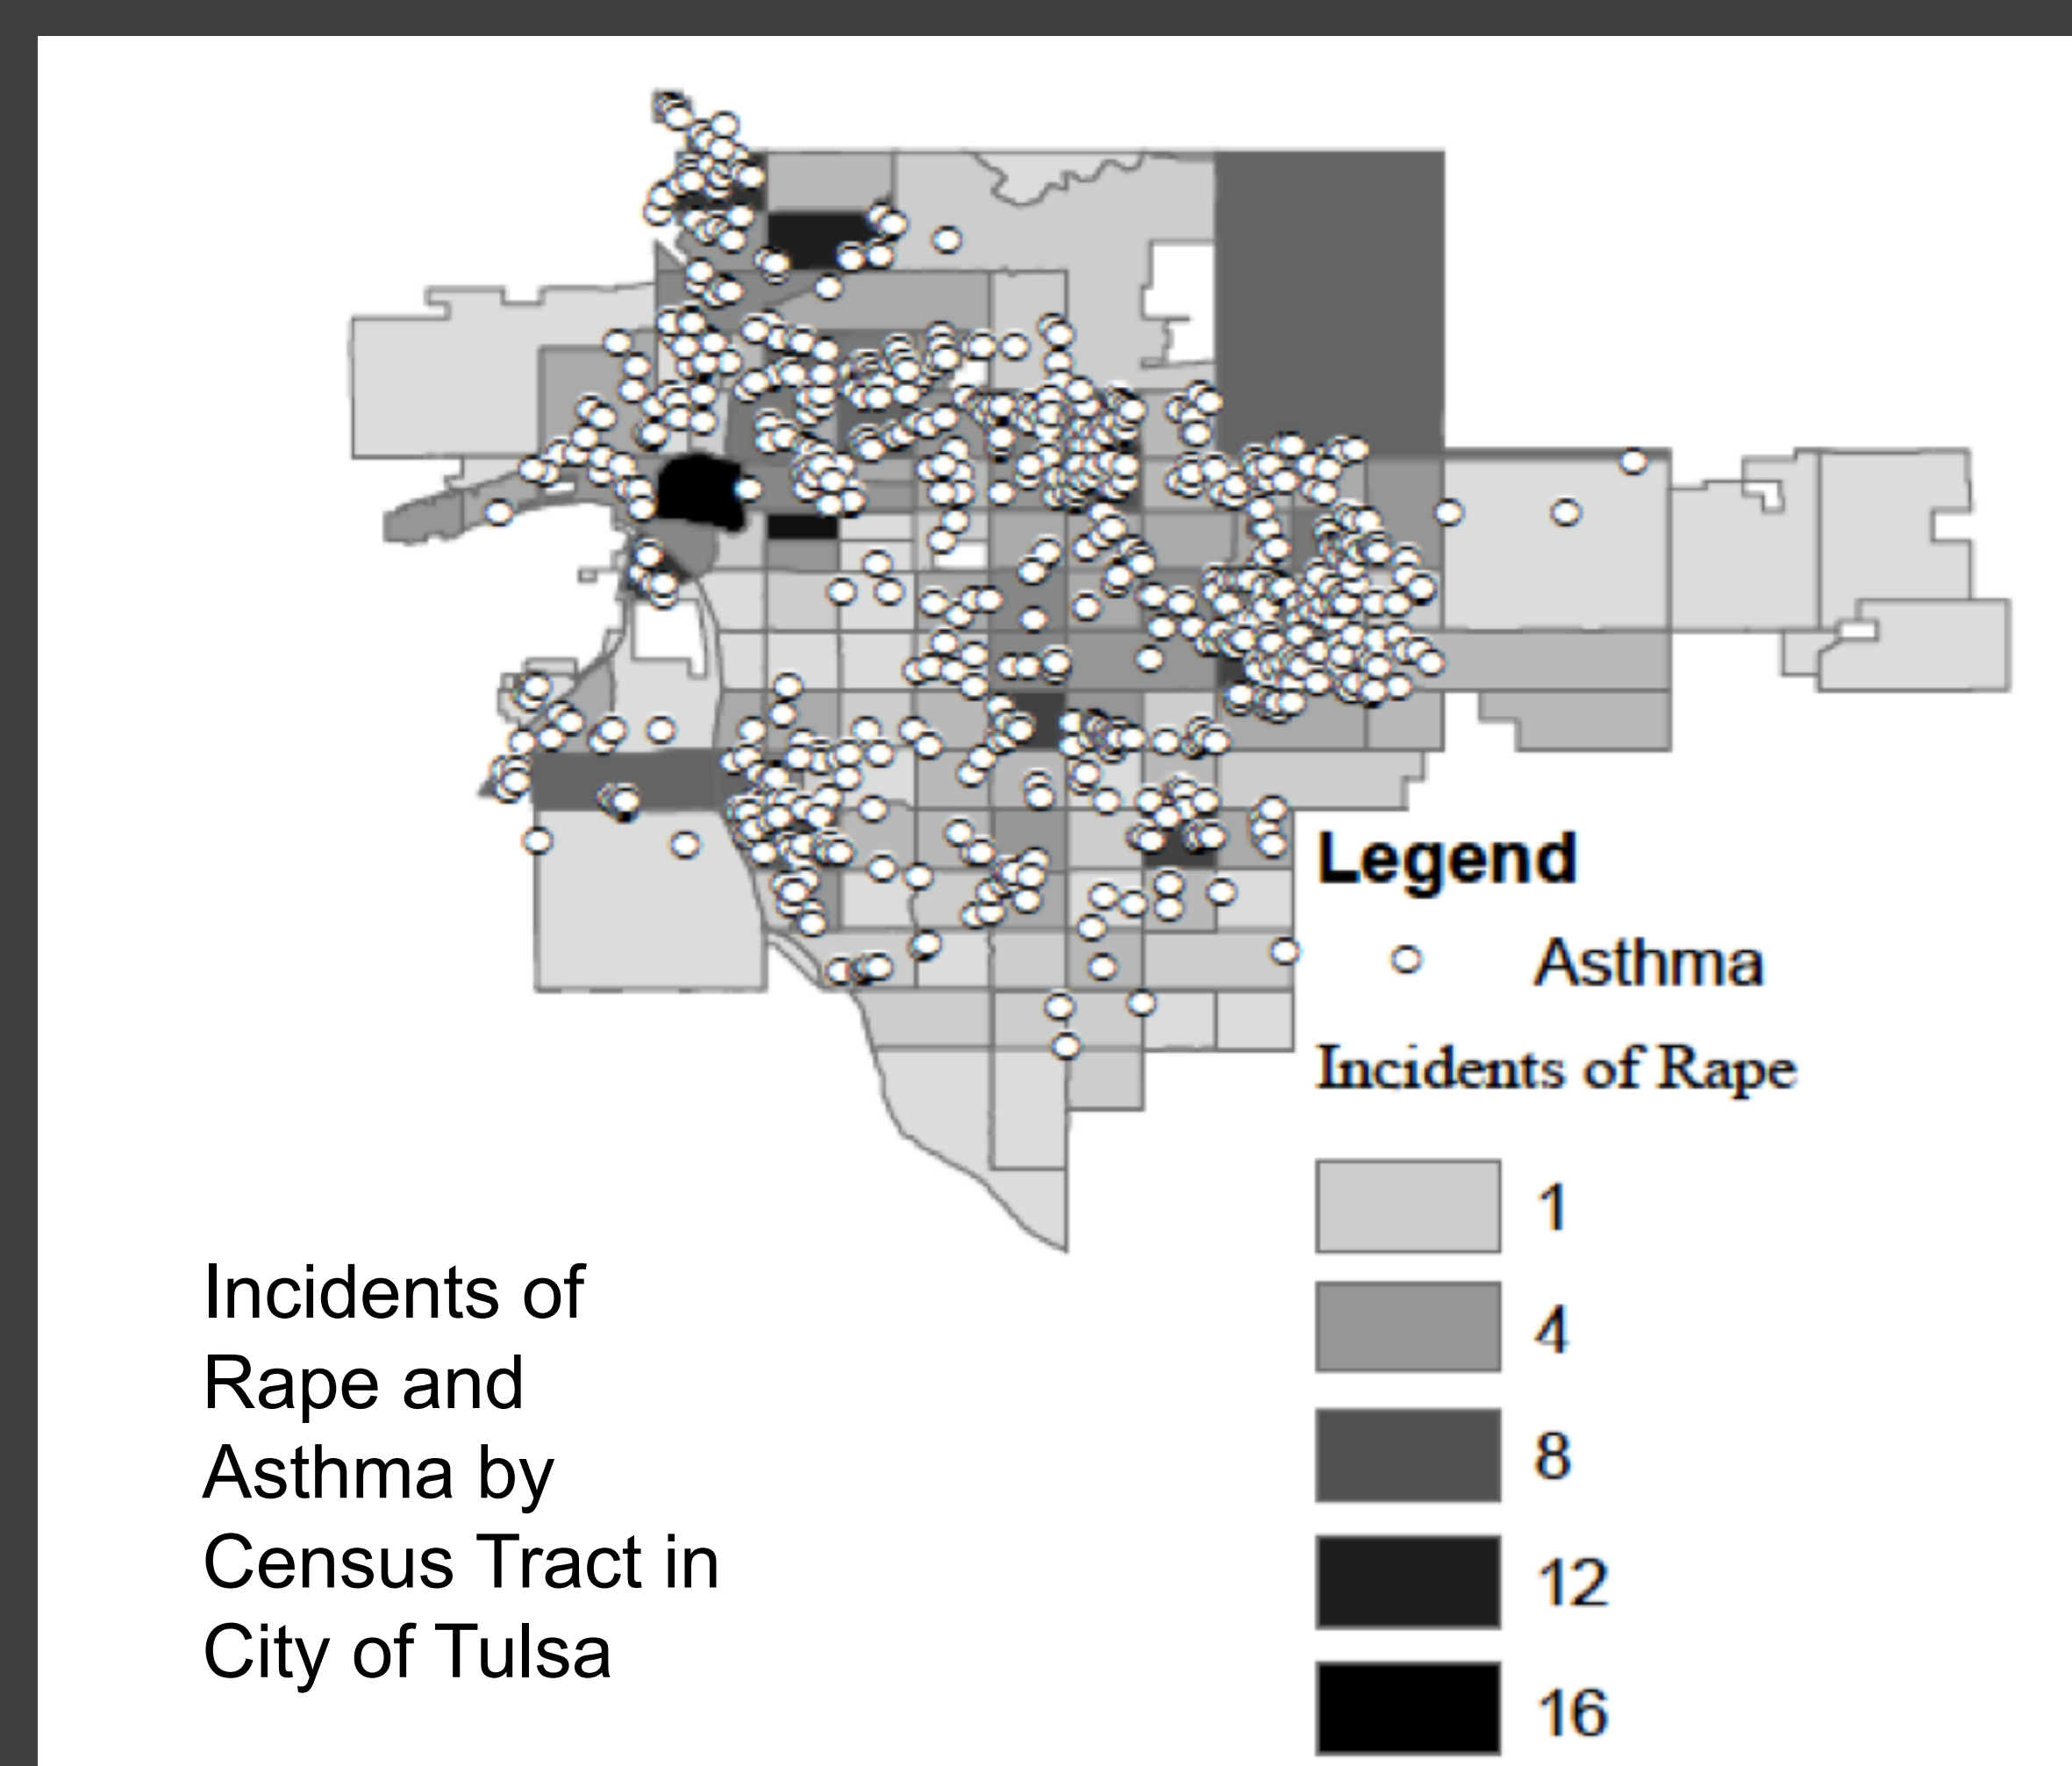 Legend
Asthma
Incidents of Rape
1
4
8
12
16
Incidents of
Rape and
Asthma by
Census Tract in
City of Tulsa